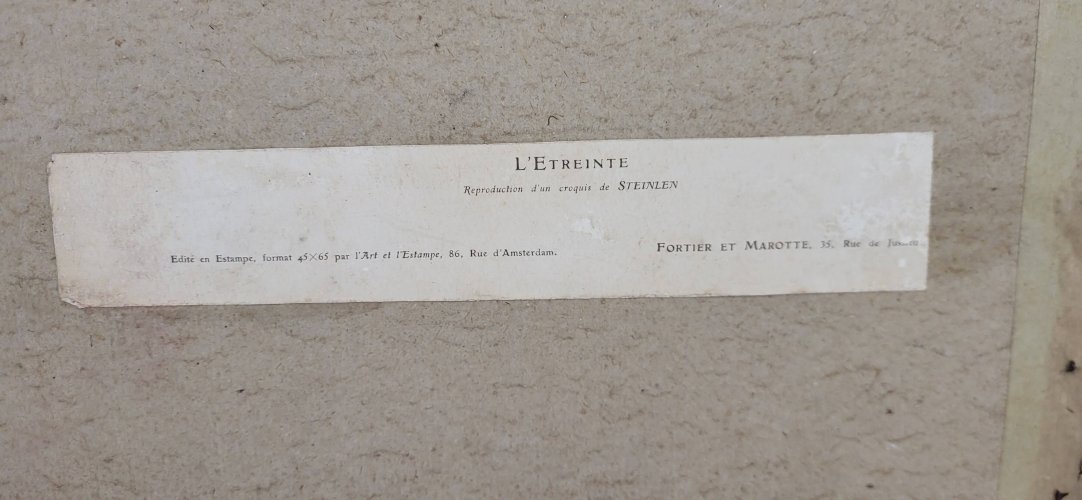 L'ETREINTE
Reproduction d'un croquis de STEINLEN
Edité en Estampe, format 45×65 par l'Art et l'Estampe, 86, Rue d'Amsterdam.
FORTIER ET MAROTTE, 35, Rue de